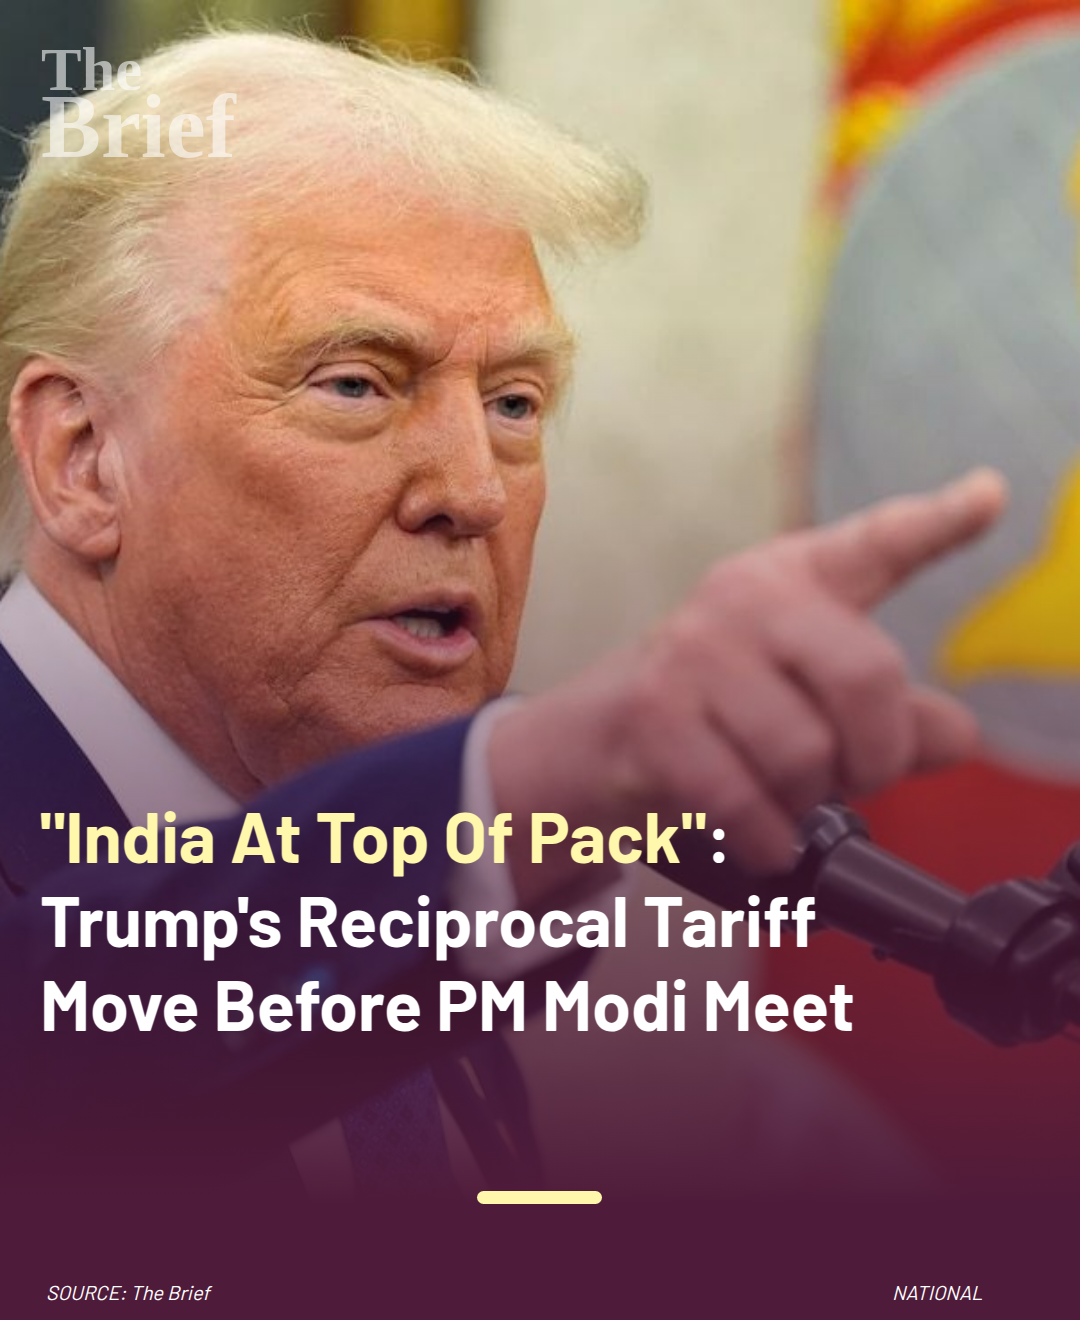 The
Brief
"India At Top Of Pack":
Trump's Reciprocal Tariff
Move Before PM Modi Meet
SOURCE: The Brief
NATIONAL